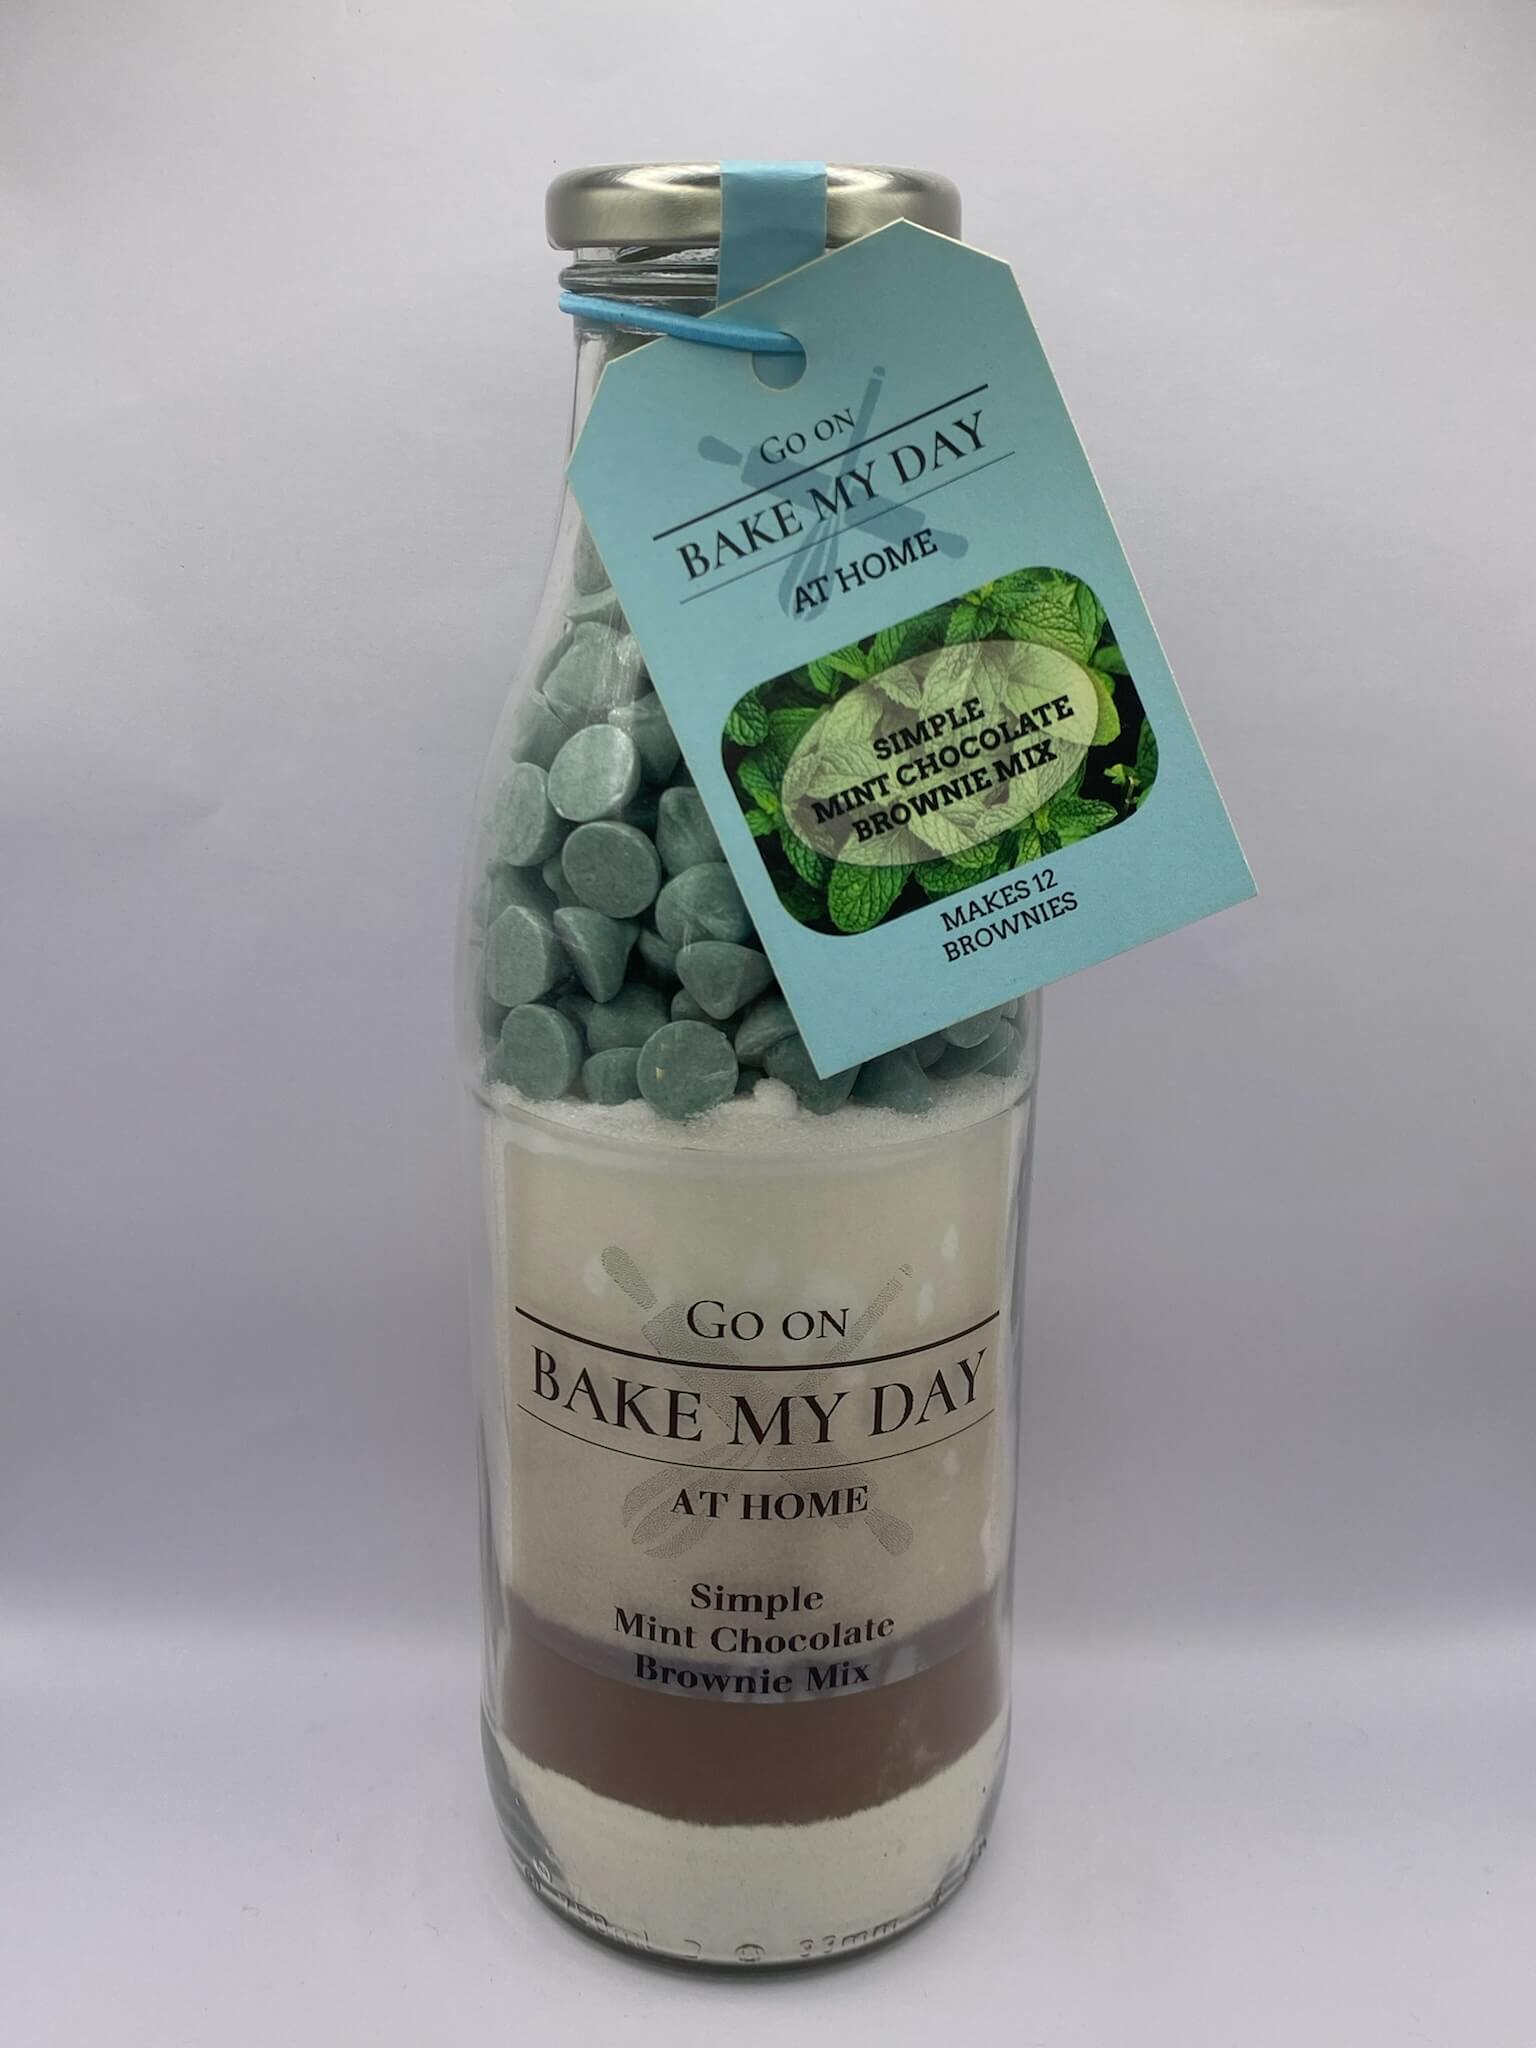 Go on
BAKE MY DAY
AT HOME
SIMPLE
MINT CHOCOLATE
BROWNIE MIX
MAKES 12
BROWNIES
Go on
BAKE MY DAY
AT HOME
Simple
Mint Chocolate
Brownie Mix
33mm